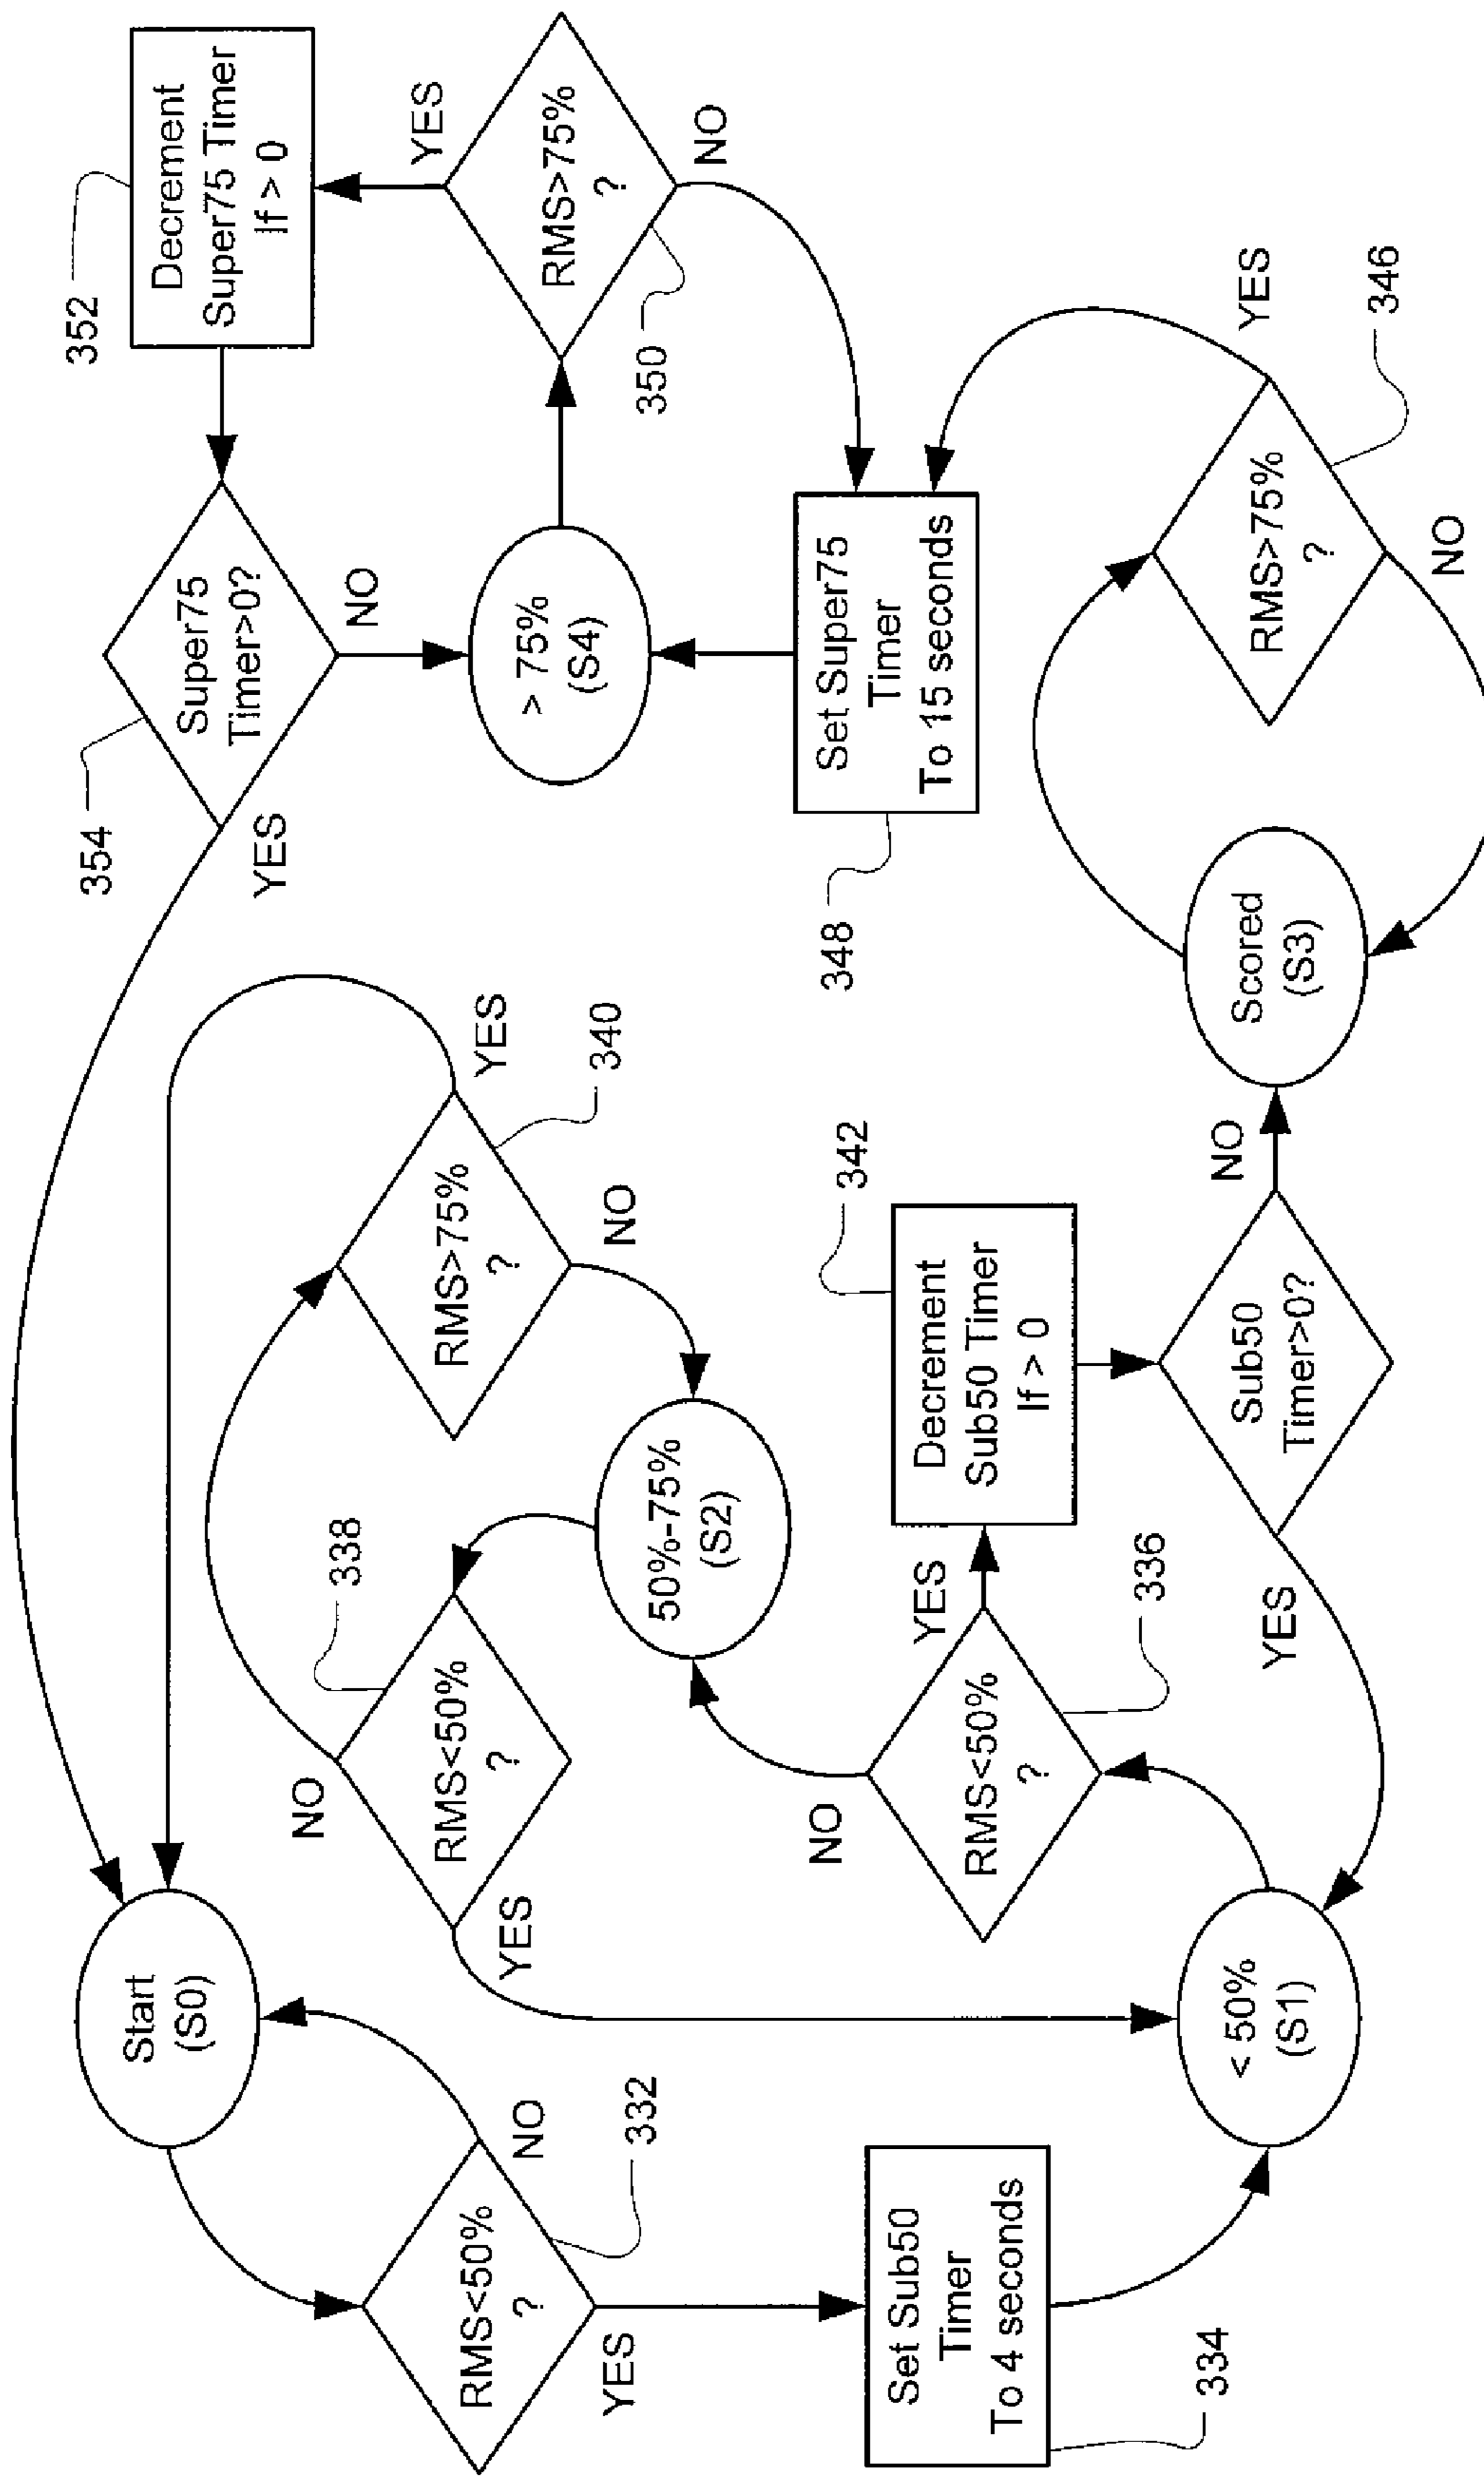 Start
(S0)
RMS<50%
?
NO
YES
332
Set Sub50
Timer
To 4 seconds
334
< 50%
(S1)
RMS<50%
?
NO
YES
336
RMS<50%
?
NO
YES
338
50%-75%
(S2)
RMS>75%
?
YES
NO
340
Decrement
Sub50 Timer
If > 0
342
Sub50
Timer>0?
YES
NO
Scored
(S3)
RMS>75%
?
YES
NO
346
Set Super75
Timer
To 15 seconds
348
> 75%
(S4)
RMS>75%
?
YES
NO
350
Decrement
Super75 Timer
If > 0
352
Super75
Timer>0?
YES
NO
354